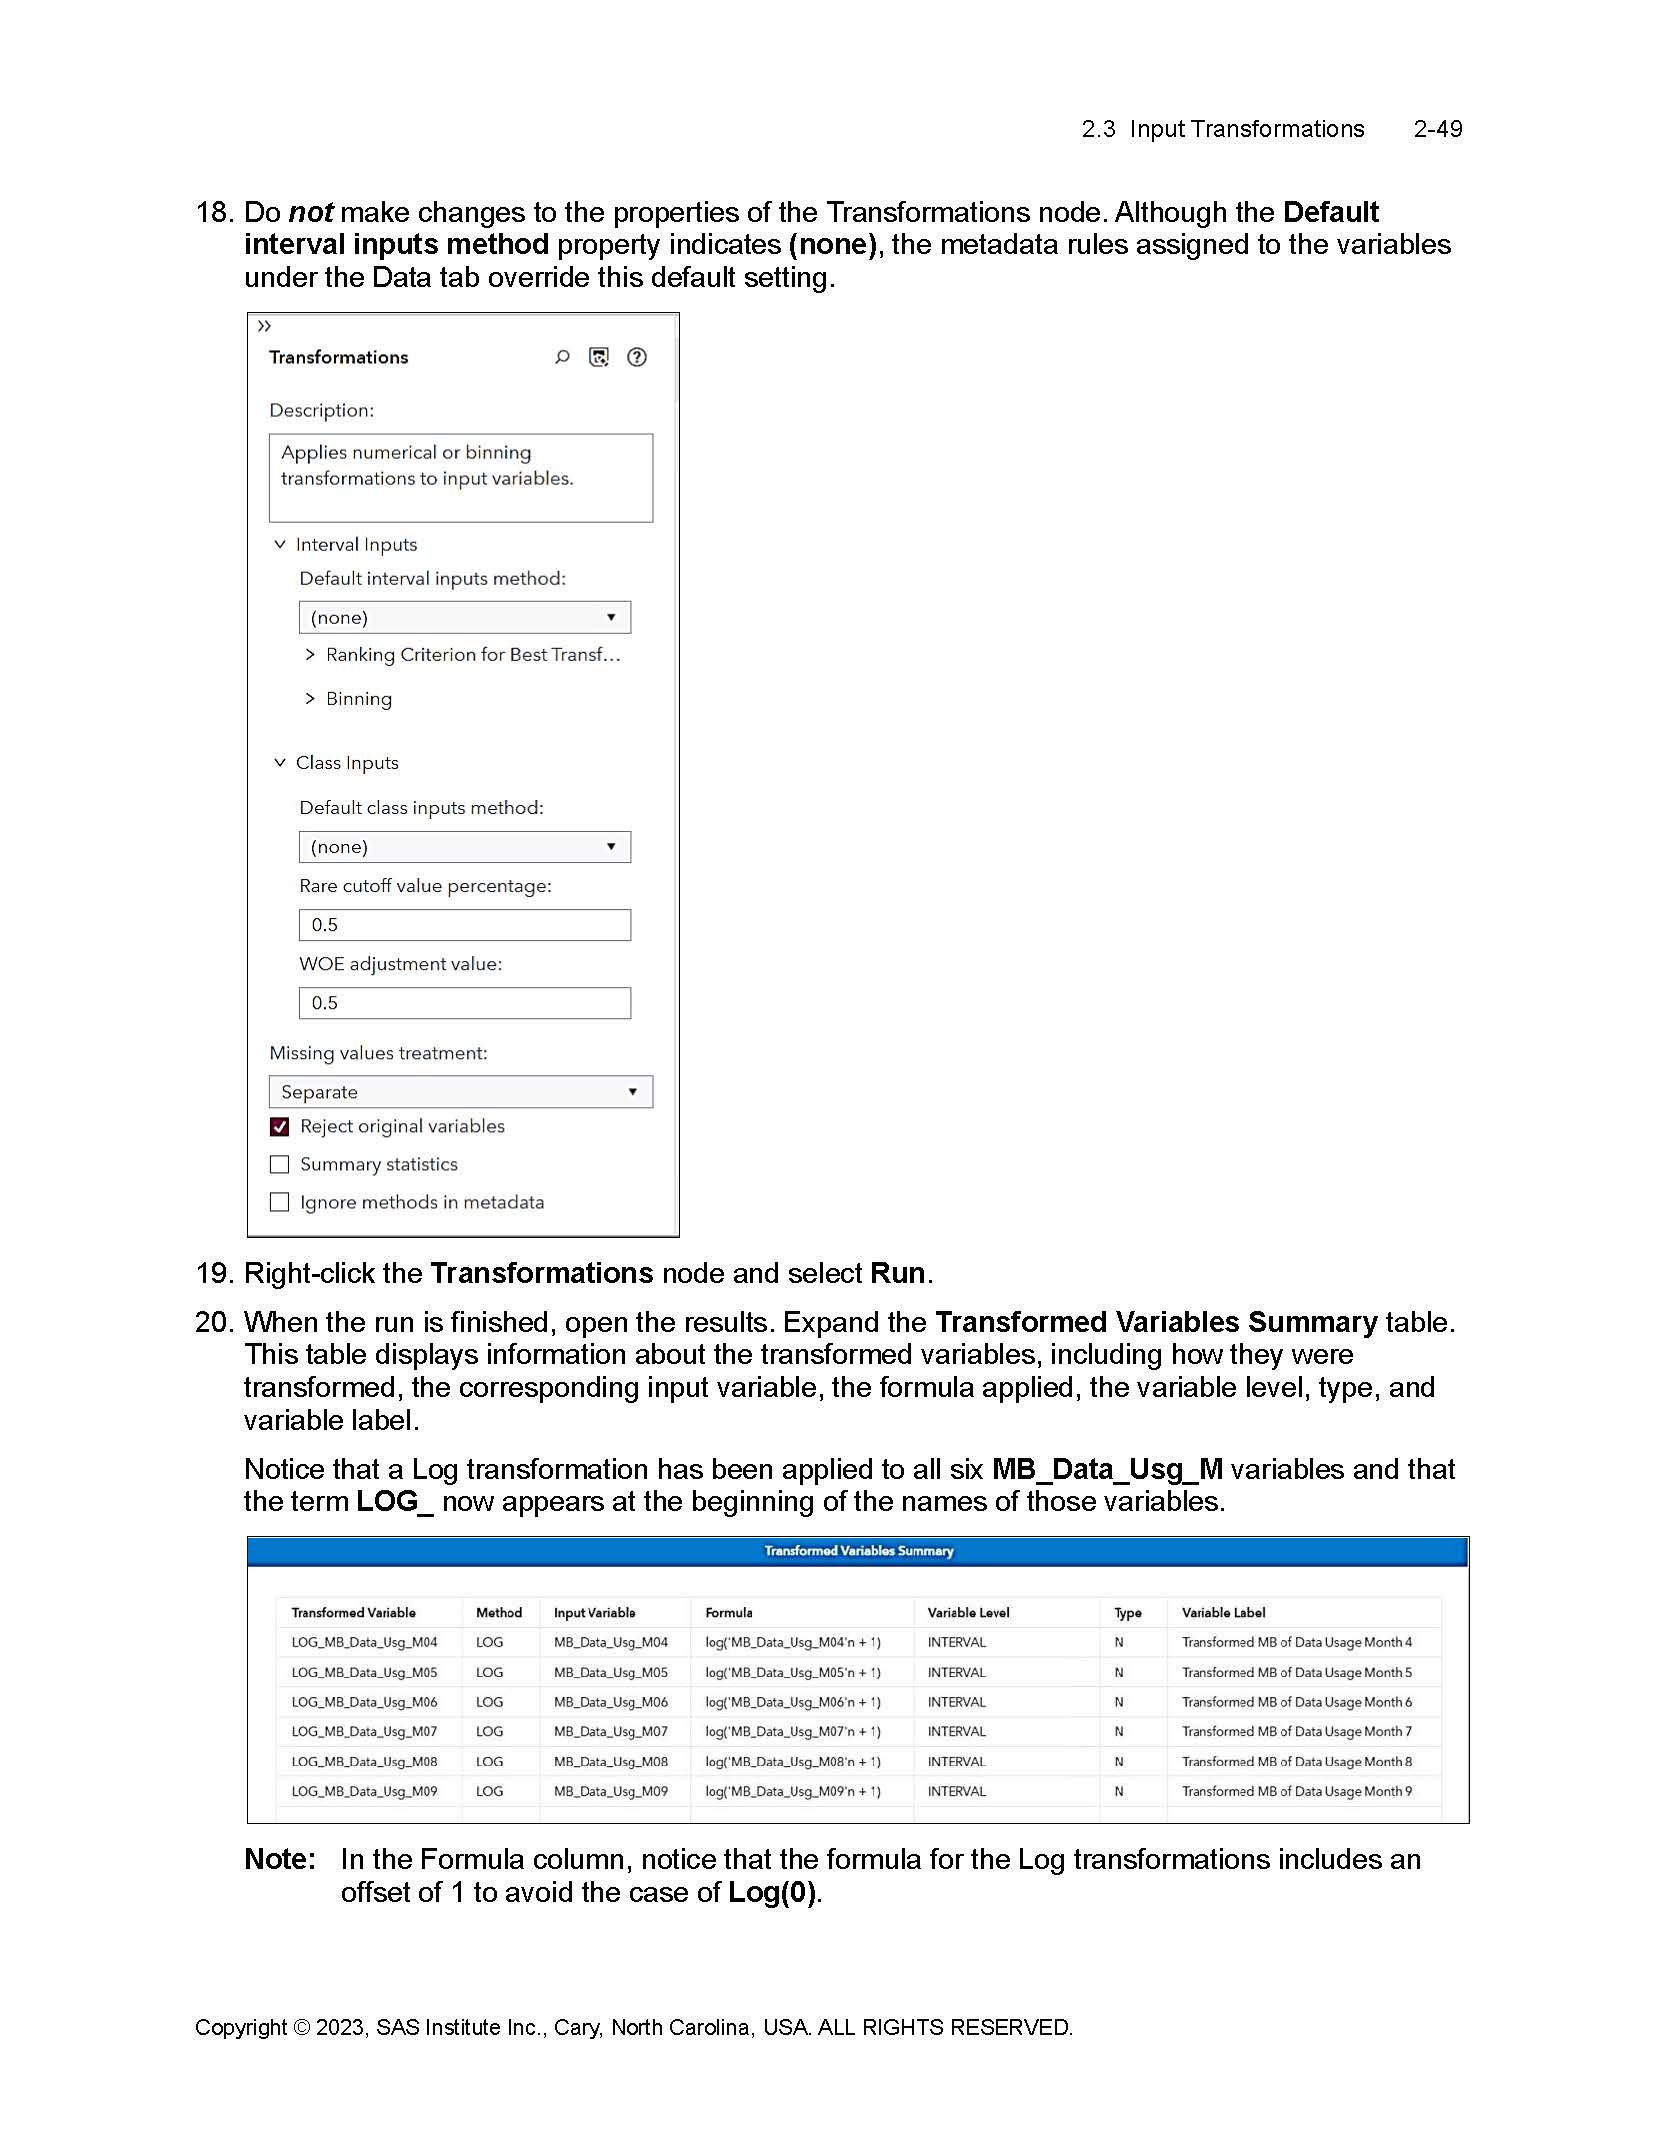 2.3 Input Transformations 2-49
18. Do not make changes to the properties of the Transformations node. Although the Default
interval inputs method property indicates (none), the metadata rules assigned to the variables
under the Data tab override this default setting.
Transformations
Description:
Applies numerical or binning
transformations to input variables.
Interval Inputs
Default interval inputs method:
(none)
Ranking Criterion for Best Transf...
Binning
Class Inputs
Default class inputs method:
(none)
Rare cutoff value percentage:
0.5
WOE adjustment value:
0.5
Missing values treatment:
Separate
Reject original variables
Summary statistics
Ignore methods in metadata
19. Right-click the Transformations node and select Run.
20. When the run is finished, open the results. Expand the Transformed Variables Summary table.
This table displays information about the transformed variables, including how they were
transformed, the corresponding input variable, the formula applied, the variable level, type, and
variable label.
Notice that a Log transformation has been applied to all six MB_Data_Usg_M variables and that
the term LOG_ now appears at the beginning of the names of those variables.
Transformed Variables Summary
Transformed Variable Method Input Variable Formula Variable Level Type Variable Label
LOG_MB_Data_Usg_M04 LOG MB_Data_Usg_M04 log('MB_Data_Usg_M04'n + 1) INTERVAL N Transformed MB of Data Usage Month 4
LOG_MB_Data_Usg_M05 LOG MB_Data_Usg_M05 log('MB_Data_Usg_M05'n + 1) INTERVAL N Transformed MB of Data Usage Month 5
LOG_MB_Data_Usg_M06 LOG MB_Data_Usg_M06 log('MB_Data_Usg_M06'n + 1) INTERVAL N Transformed MB of Data Usage Month 6
LOG_MB_Data_Usg_M07 LOG MB_Data_Usg_M07 log('MB_Data_Usg_M07'n + 1) INTERVAL N Transformed MB of Data Usage Month 7
LOG_MB_Data_Usg_M08 LOG MB_Data_Usg_M08 log('MB_Data_Usg_M08'n + 1) INTERVAL N Transformed MB of Data Usage Month 8
LOG_MB_Data_Usg_M09 LOG MB_Data_Usg_M09 log('MB_Data_Usg_M09'n + 1) INTERVAL N Transformed MB of Data Usage Month 9
Note: In the Formula column, notice that the formula for the Log transformations includes an
offset of 1 to avoid the case of Log(0).
Copyright © 2023, SAS Institute Inc., Cary, North Carolina, USA. ALL RIGHTS RESERVED.